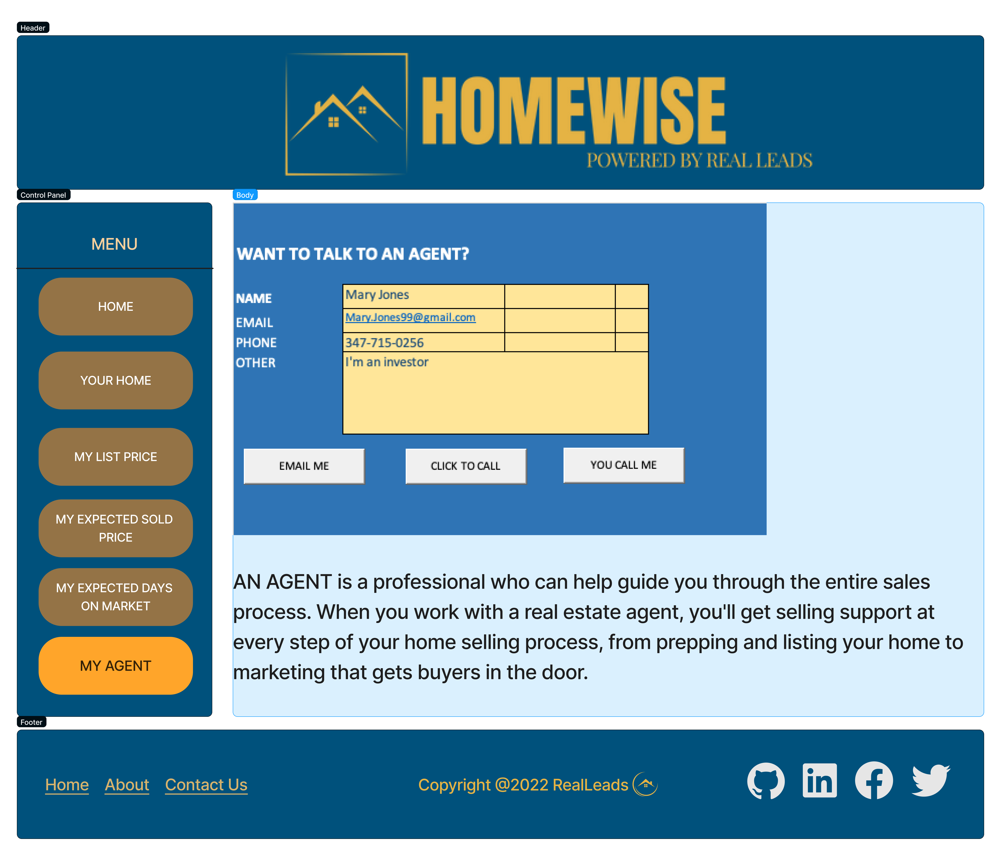 Header
HOMEWISE
POWERED BY REAL LEADS
Control Panel
MENU
HOME
YOUR HOME
MY LIST PRICE
MY EXPECTED SOLD
PRICE
MY EXPECTED DAYS
ON MARKET
MY AGENT
Body
WANT TO TALK TO AN AGENT?
NAME Mary Jones
EMAIL Mary.Jones99@gmail.com
PHONE 347-715-0256
OTHER I'm an investor
EMAIL ME CLICK TO CALL YOU CALL ME
AN AGENT is a professional who can help guide you through the entire sales
process. When you work with a real estate agent, you'll get selling support at
every step of your home selling process, from prepping and listing your home to
marketing that gets buyers in the door.
Footer
Home About Contact Us Copyright @2022 RealLeads in f